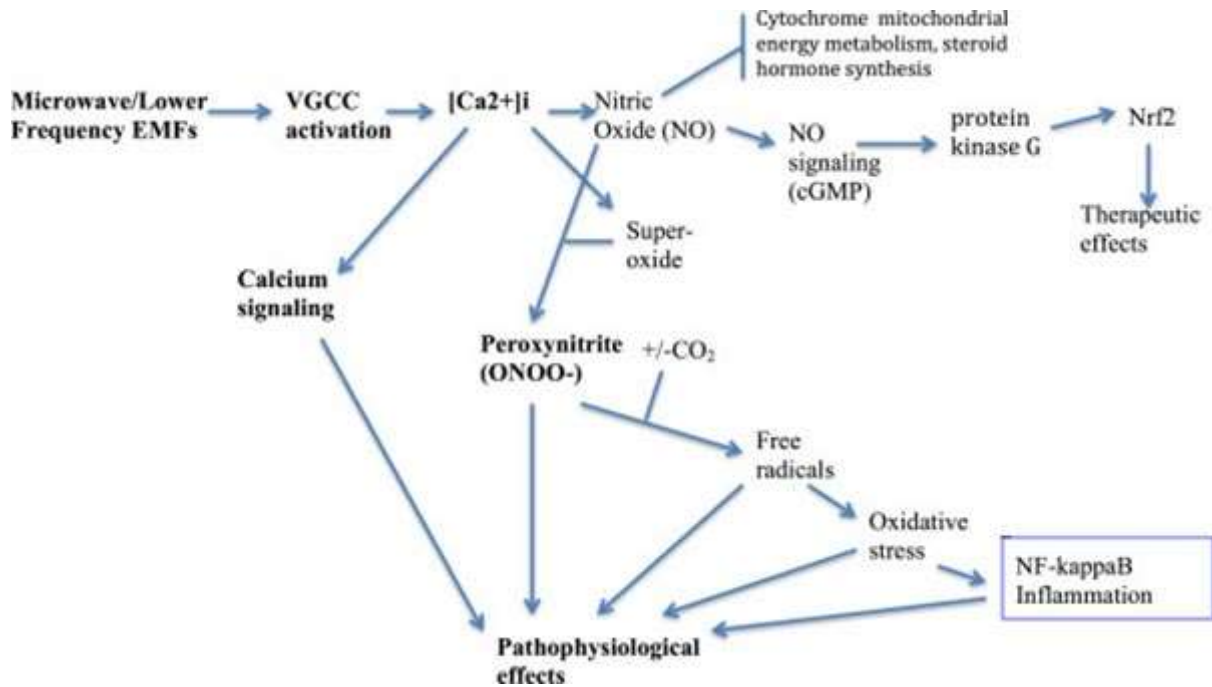 Cytochrome mitochondrial
energy metabolism, steroid
hormone synthesis
Microwave/Lower
Frequency EMFs
VGCC
activation
[Ca2+]i
Nitric
Oxide (NO)
NO
signaling
(cGMP)
protein
kinase G
Nrf2
Therapeutic
effects
Super-
oxide
Calcium
signaling
Peroxynitrite
(ONOO-)
+/-CO₂
Free
radicals
Oxidative
stress
NF-kappaB
Inflammation
Pathophysiological
effects